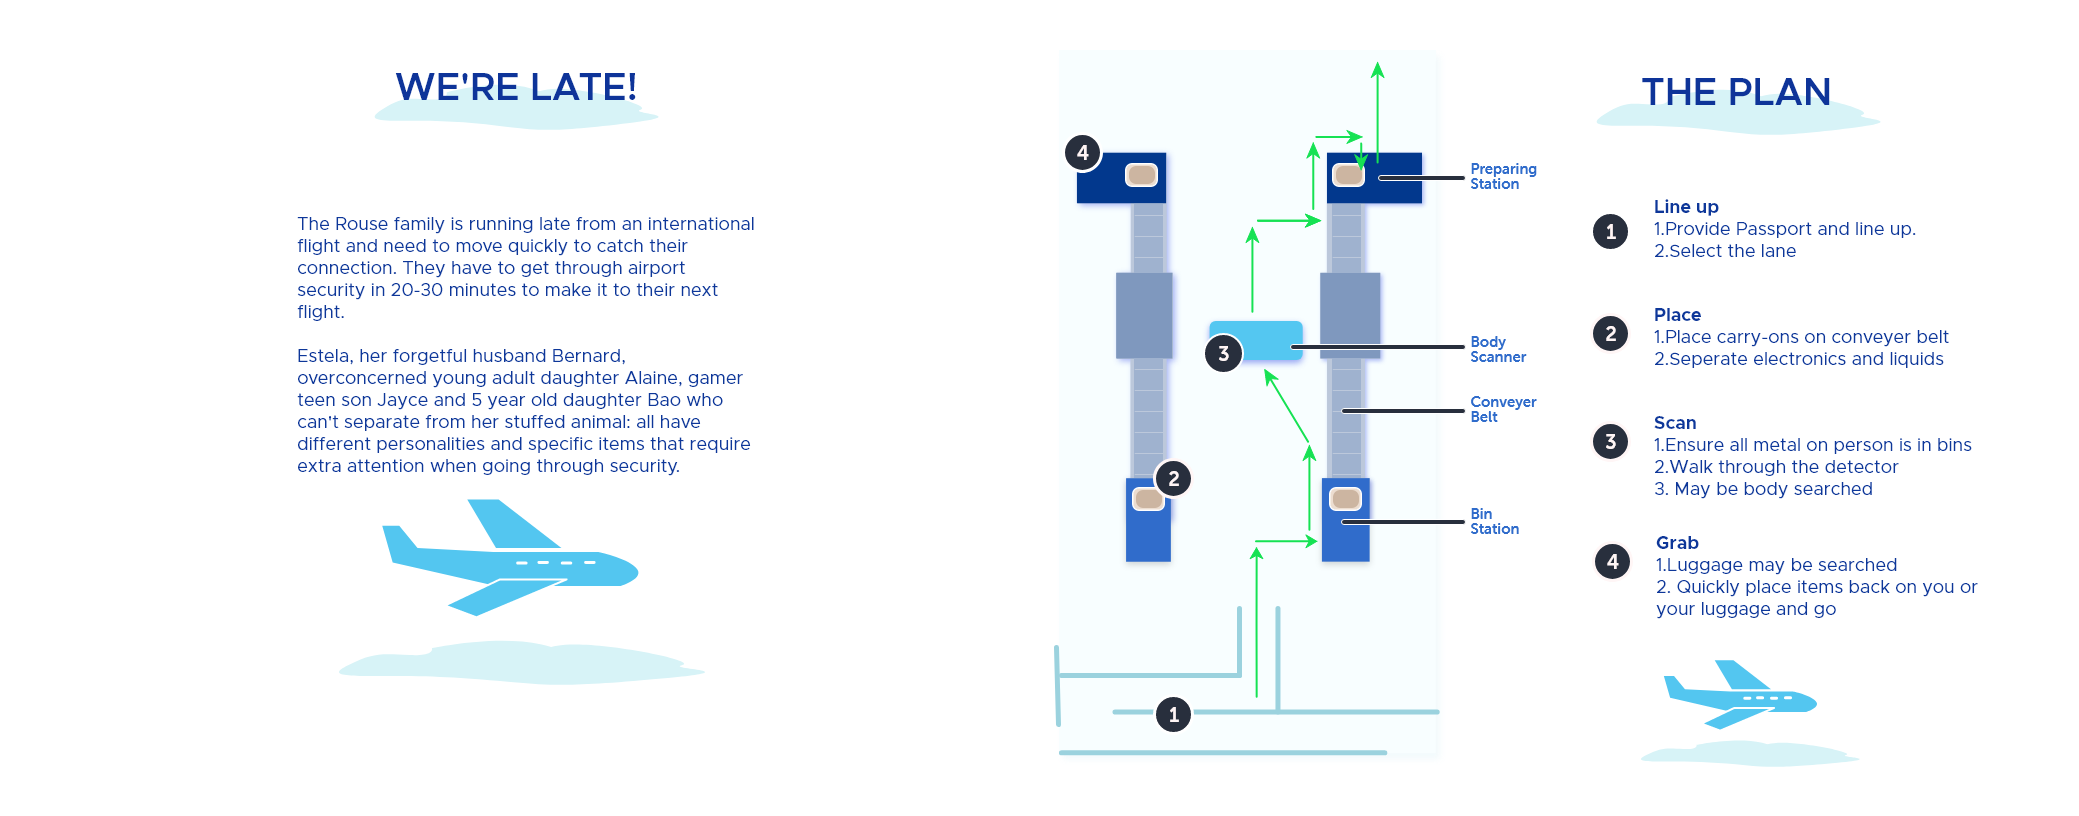 WE'RE LATE!
The Rouse family is running late from an international
flight and need to move quickly to catch their
connection. They have to get through airport
security in 20-30 minutes to make it to their next
flight.
Estela, her forgetful husband Bernard,
overconcerned young adult daughter Alaine, gamer
teen son Jayce and 5 year old daughter Bao who
can't separate from her stuffed animal: all have
different personalities and specific items that require
extra attention when going through security.
4
3
2
1
Preparing
Station
Body
Scanner
Conveyer
Belt
Bin
Station
THE PLAN
1
Line up
1.Provide Passport and line up.
2.Select the lane
2
Place
1.Place carry-ons on conveyer belt
2.Seperate electronics and liquids
3
Scan
1.Ensure all metal on person is in bins
2.Walk through the detector
3. May be body searched
4
Grab
1.Luggage may be searched
2. Quickly place items back on you or
your luggage and go